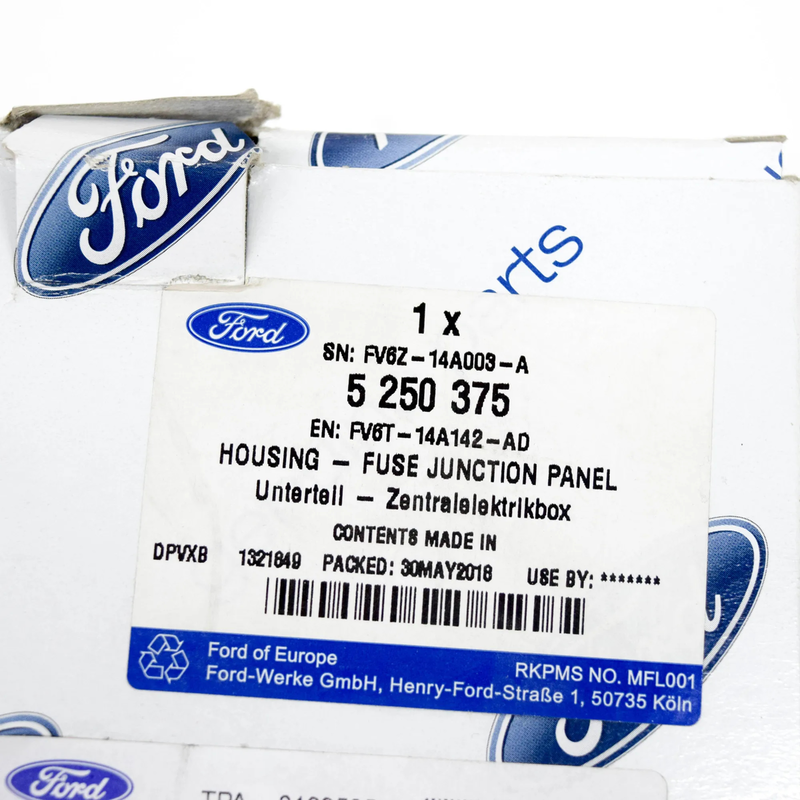 Ford
arts
Ford
1 x
SN: FV6Z-14A003-A
5 250 375
EN: FV6T-14A142-AD
HOUSING - FUSE JUNCTION PANEL
Unterteil - Zentralelektrikbox
CONTENTS MADE IN
DPVXB 1321649 PACKED: 30MAY2016 USE BY: *******
Ford of Europe
RKPMS NO. MFL001
Ford-Werke GmbH, Henry-Ford-Straße 1, 50735 Köln
Ford